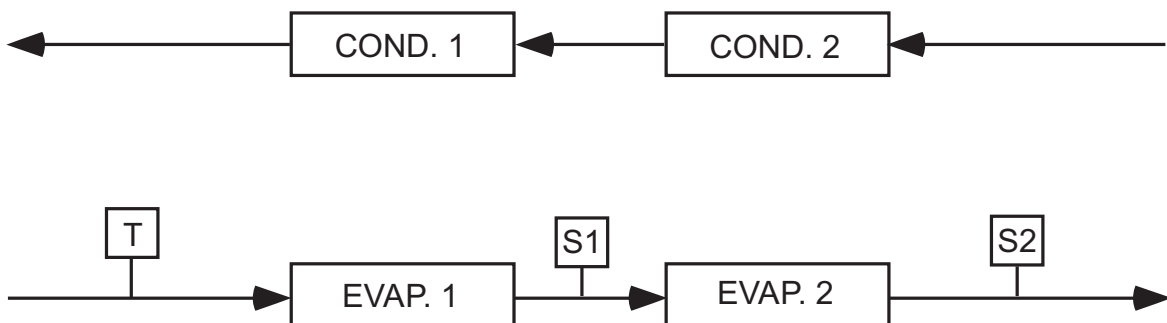 COND. 1
COND. 2
T
S1
S2
EVAP. 1
EVAP. 2